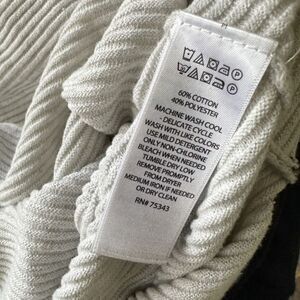 60% COTTON
40% POLYESTER
MACHINE WASH COOL
- DELICATE CYCLE
WASH WITH LIKE COLORS
USE MILD DETERGENT
ONLY NON-CHLORINE
BLEACH WHEN NEEDED
TUMBLE DRY LOW
REMOVE PROMPTLY
FROM DRYER
MEDIUM IRON IF NEEDED
OR DRY CLEAN
RN# 75343